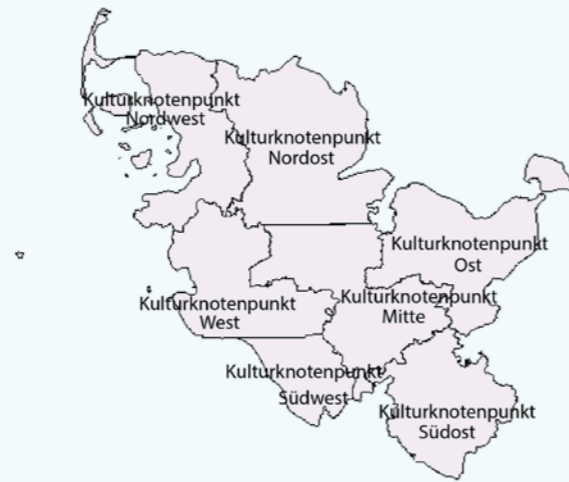 Kulturknotenpunkt
Nordwest
Kulturknotenpunkt
Nordost
Kulturknotenpunkt
Ost
Kulturknotenpunkt
West
Kulturknotenpunkt
Mitte
Kulturknotenpunkt
Südwest
Kulturknotenpunkt
Südost